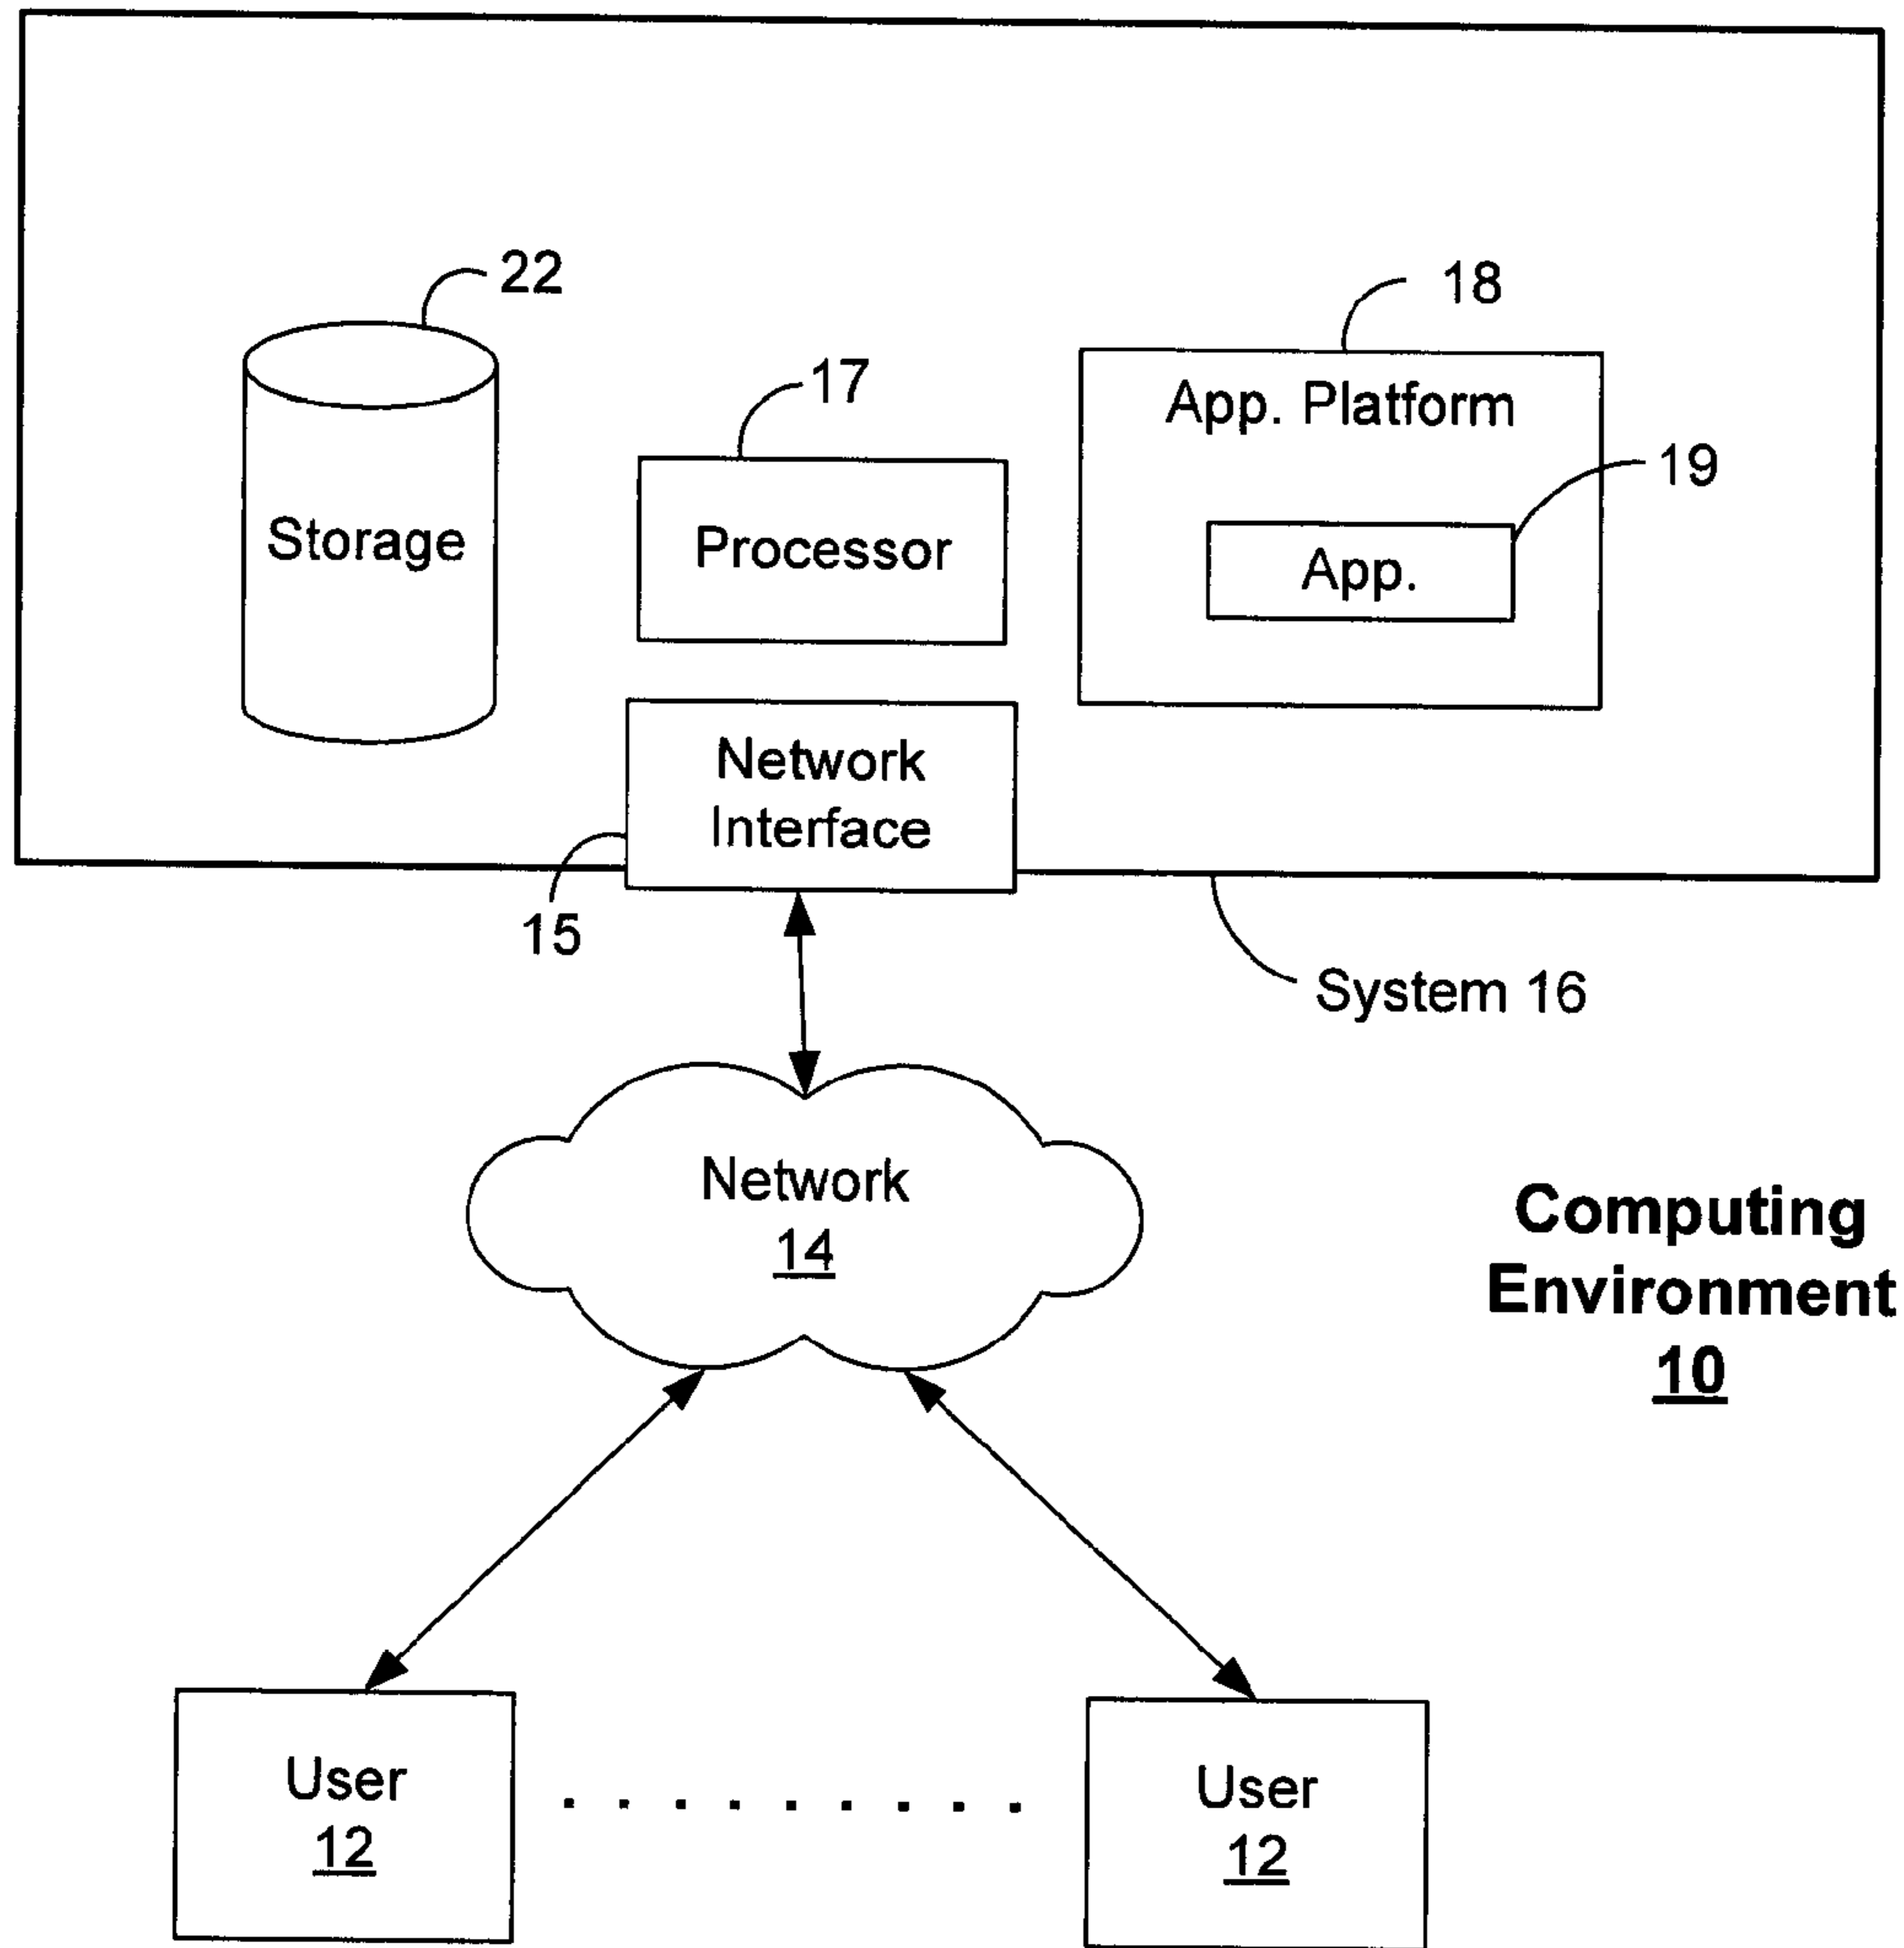 22
18
17
App. Platform
19
Storage
Processor
App.
Network
Interface
15
System 16
Network
14
Computing
Environment
10
User
12
User
12